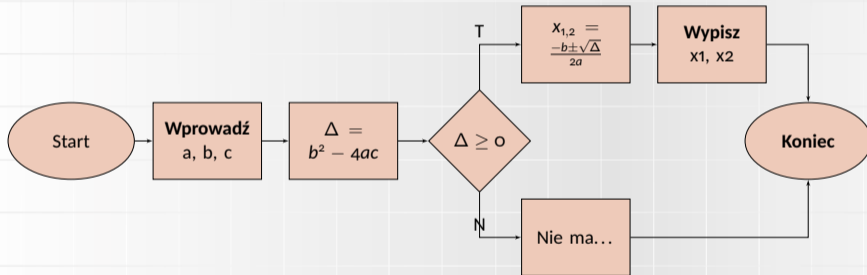 Start
Wprowadź
a, b, c
Δ =
b² − 4ac
Δ ≥ 0
T
x₁,₂ =
−b±√Δ
2a
Wypisz
x1, x2
N
Nie ma…
Koniec